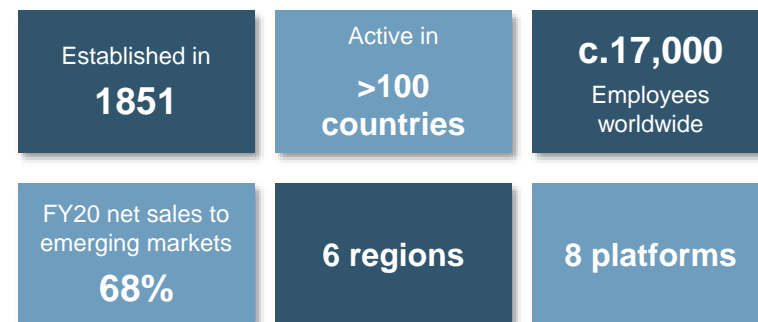 Established in
1851
Active in
>100
countries
c.17,000
Employees
worldwide
FY20 net sales to
emerging markets
68%
6 regions
8 platforms